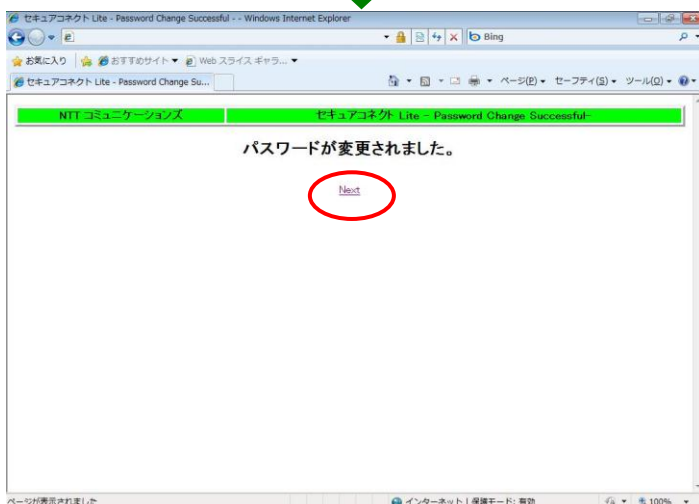 セキュアコネクト Lite - Password Change Successful - - Windows Internet Explorer
Bing
お気に入り おすすめサイト Web スライス ギャラ...
セキュアコネクト Lite - Password Change Su... ページ(P) セーフティ(S) ツール(O)
NTT コミュニケーションズ セキュアコネクト Lite - Password Change Successful-
パスワードが変更されました。
Next
ページが表示されました インターネット | 保護モード: 有効 100%